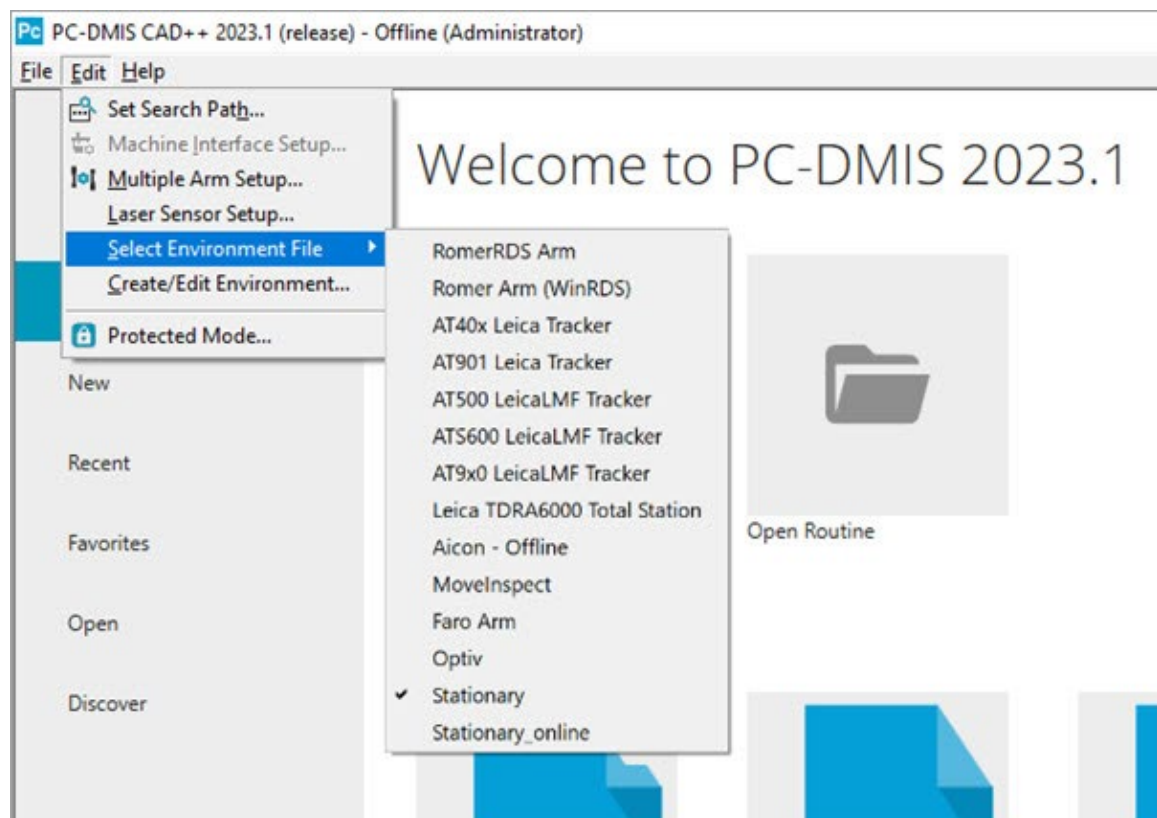 Pc PC-DMIS CAD++ 2023.1 (release) - Offline (Administrator)
File Edit Help
Set Search Path...
Machine Interface Setup...
Multiple Arm Setup...
Laser Sensor Setup...
Select Environment File
Create/Edit Environment...
Protected Mode...
RomerRDS Arm
Romer Arm (WinRDS)
AT40x Leica Tracker
AT901 Leica Tracker
AT500 LeicaLMF Tracker
ATS600 LeicaLMF Tracker
AT9x0 LeicaLMF Tracker
Leica TDRA6000 Total Station
Aicon - Offline
MoveInspect
Faro Arm
Optiv
Stationary
Stationary_online
Welcome to PC-DMIS 2023.1
New
Recent
Favorites
Open
Discover
Open Routine